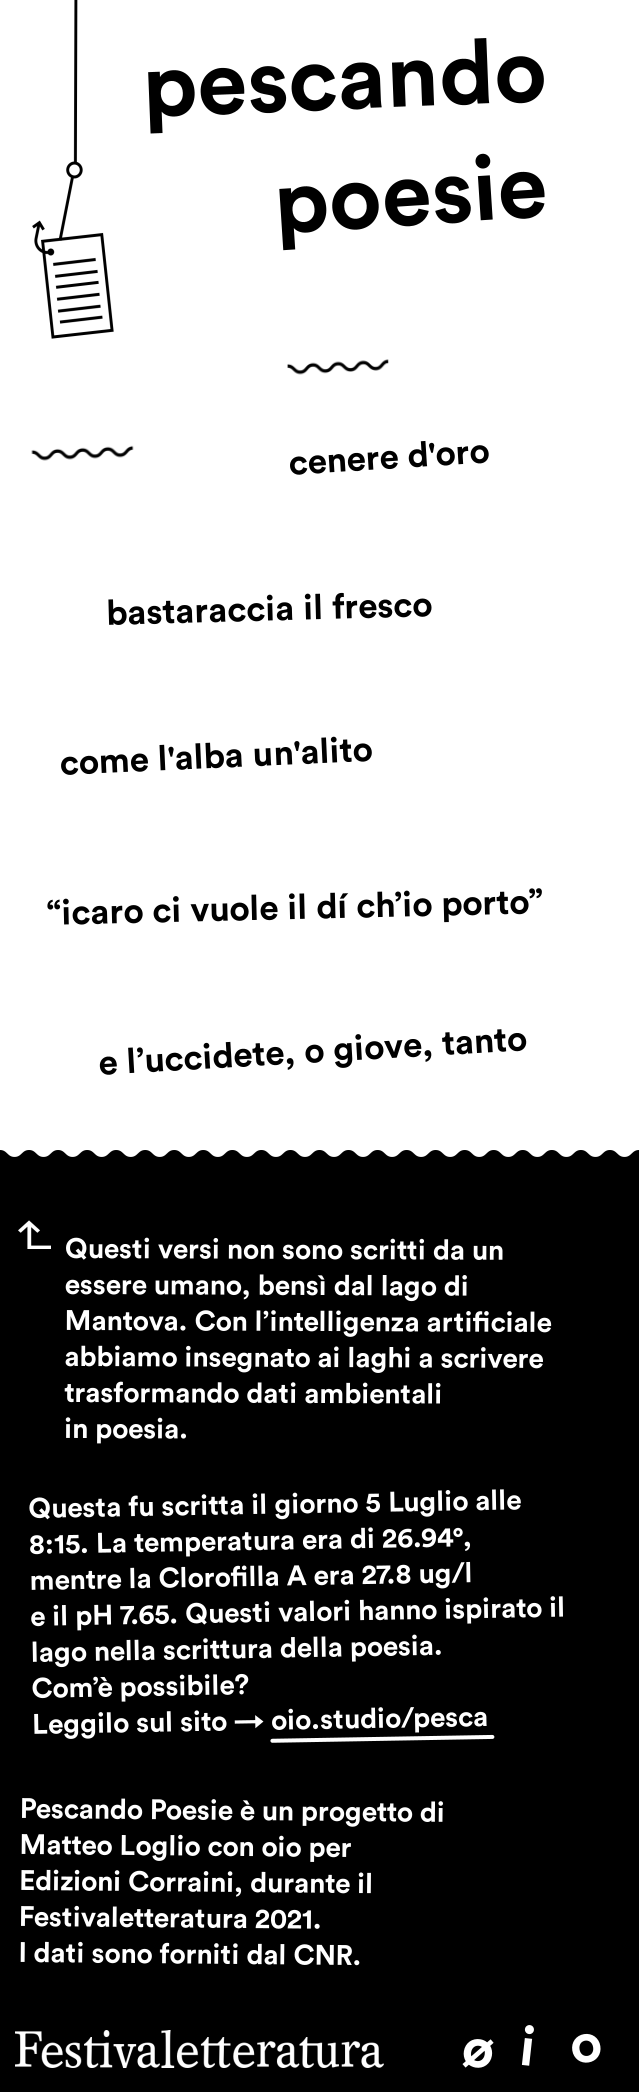 pescando
poesie
cenere d'oro
bastaraccia il fresco
come l'alba un'alito
“icaro ci vuole il dí ch’io porto”
e l’uccidete, o giove, tanto
Questi versi non sono scritti da un
essere umano, bensì dal lago di
Mantova. Con l’intelligenza artificiale
abbiamo insegnato ai laghi a scrivere
trasformando dati ambientali
in poesia.
Questa fu scritta il giorno 5 Luglio alle
8:15. La temperatura era di 26.94°,
mentre la Clorofilla A era 27.8 ug/l
e il pH 7.65. Questi valori hanno ispirato il
lago nella scrittura della poesia.
Com’è possibile?
Leggilo sul sito → oio.studio/pesca
Pescando Poesie è un progetto di
Matteo Loglio con oio per
Edizioni Corraini, durante il
Festivaletteratura 2021.
I dati sono forniti dal CNR.
Festivaletteratura ø i o